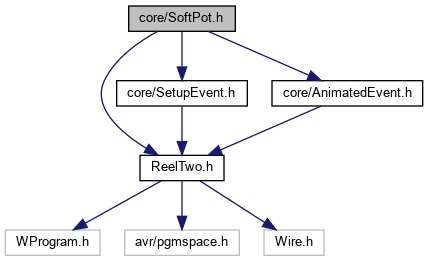 core/SoftPot.h
core/SetupEvent.h
core/AnimatedEvent.h
ReelTwo.h
WProgram.h
avr/pgmspace.h
Wire.h